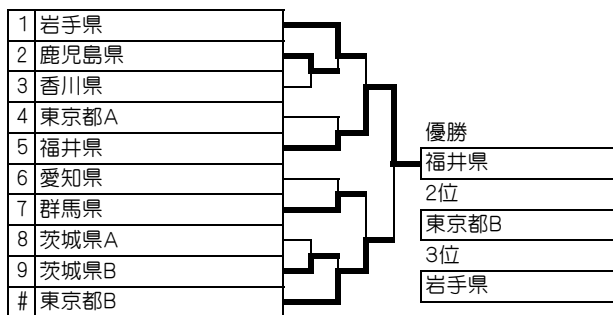 1 岩手県
2 鹿児島県
3 香川県
4 東京都A
5 福井県
6 愛知県
7 群馬県
8 茨城県A
9 茨城県B
# 東京都B
優勝
福井県
2位
東京都B
3位
岩手県